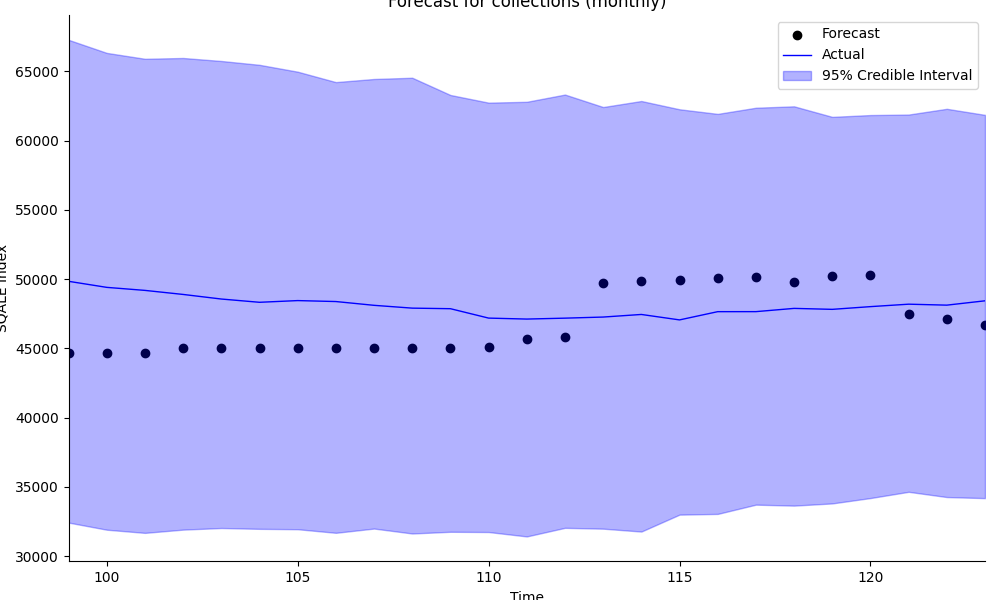 Forecast for collections (monthly)
Forecast
Actual
95% Credible Interval
SQALE Index
65000
60000
55000
50000
45000
40000
35000
30000
100
105
110
115
120
Time